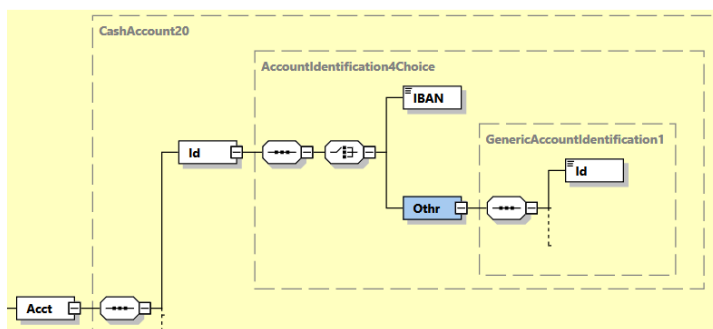 CashAccount20
AccountIdentification4Choice
IBAN
GenericAccountIdentification1
Id
Id
Othr
Acct